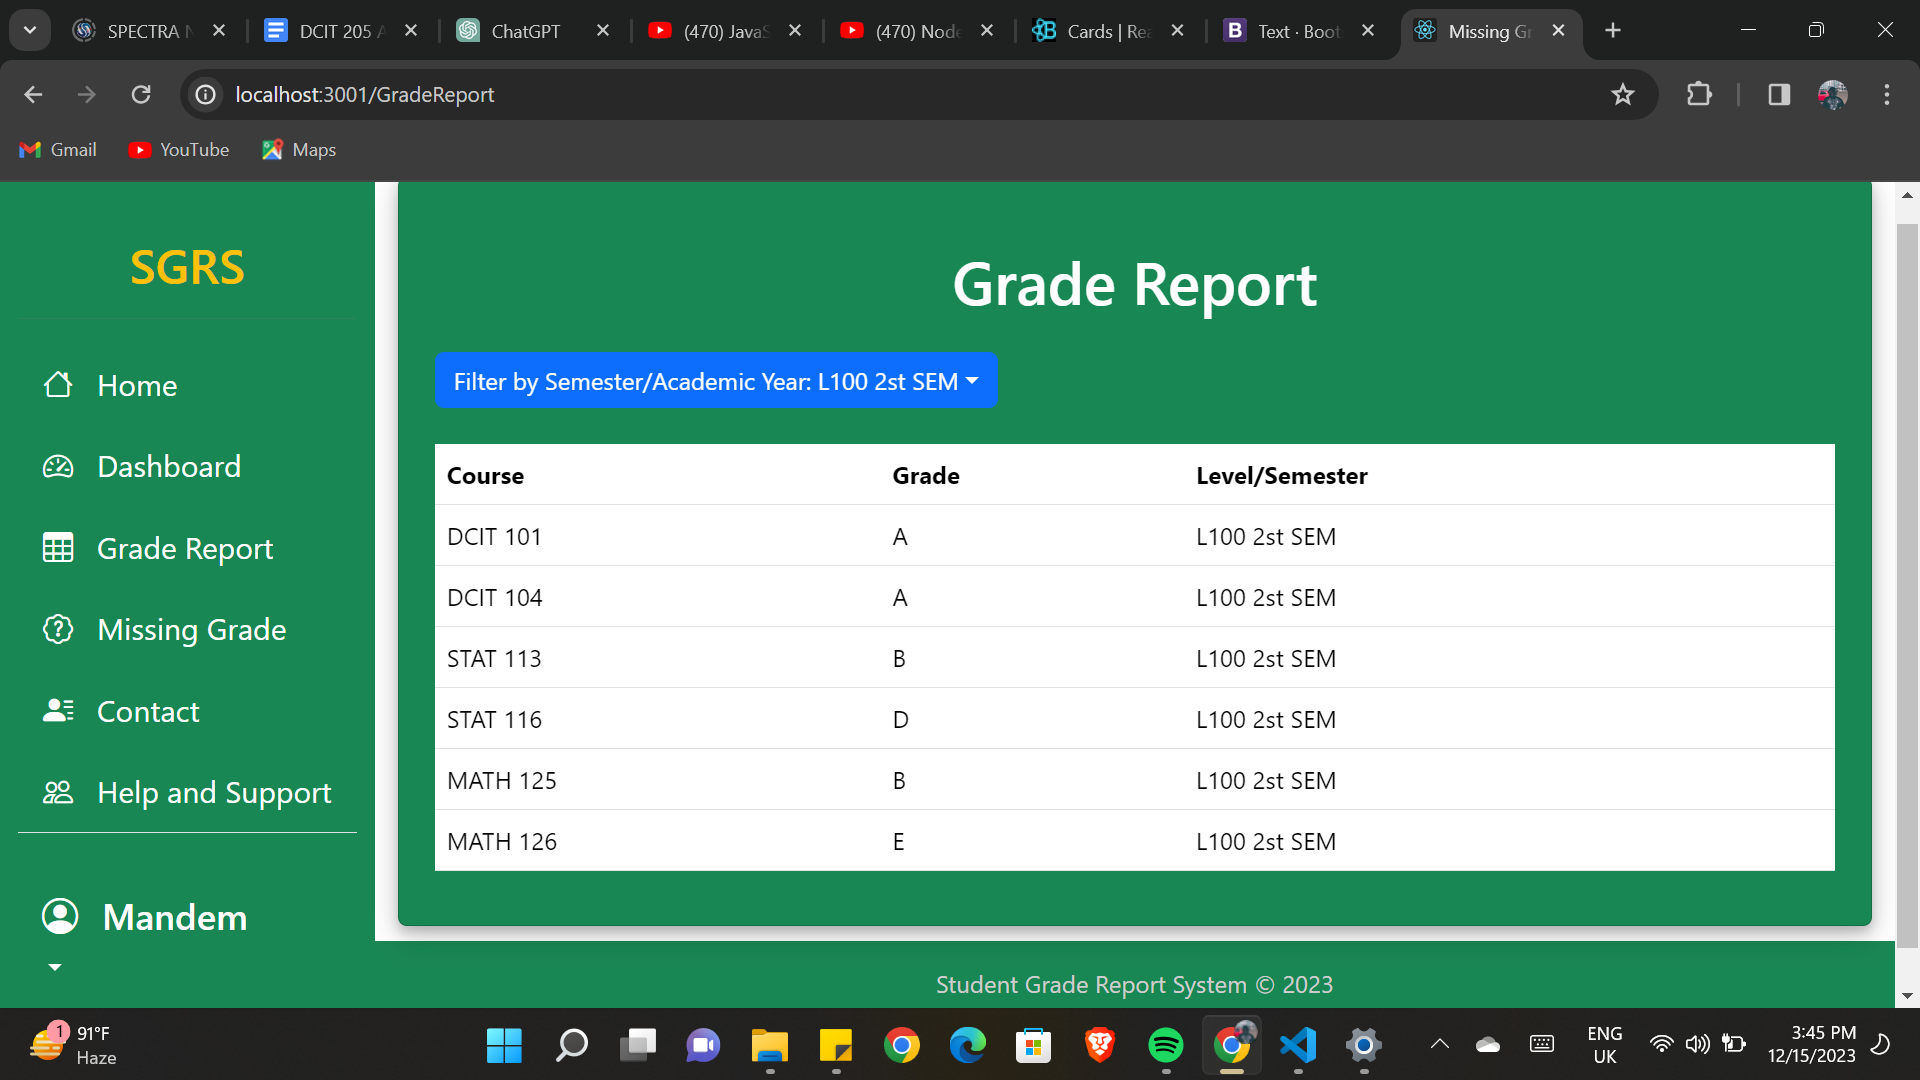 SPECTRA N
DCIT 205 A
ChatGPT
(470) JavaS
(470) Node
Cards | Rea
Text · Boot
Missing Gr
localhost:3001/GradeReport
Gmail
YouTube
Maps
SGRS
Home
Dashboard
Grade Report
Missing Grade
Contact
Help and Support
Mandem
Grade Report
Filter by Semester/Academic Year: L100 2st SEM
Course Grade Level/Semester
DCIT 101 A L100 2st SEM
DCIT 104 A L100 2st SEM
STAT 113 B L100 2st SEM
STAT 116 D L100 2st SEM
MATH 125 B L100 2st SEM
MATH 126 E L100 2st SEM
Student Grade Report System © 2023
1
91°F
Haze
ENG
UK
3:45 PM
12/15/2023